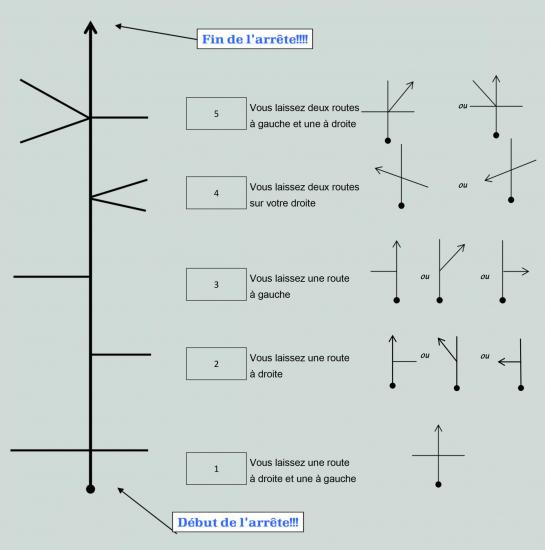 Fin de l'arrête!!!!
5
Vous laissez deux routes
à gauche et une à droite
ou
4
Vous laissez deux routes
sur votre droite
ou
3
Vous laissez une route
à gauche
ou
ou
2
Vous laissez une route
à droite
ou
ou
1
Vous laissez une route
à droite et une à gauche
Début de l'arrête!!!